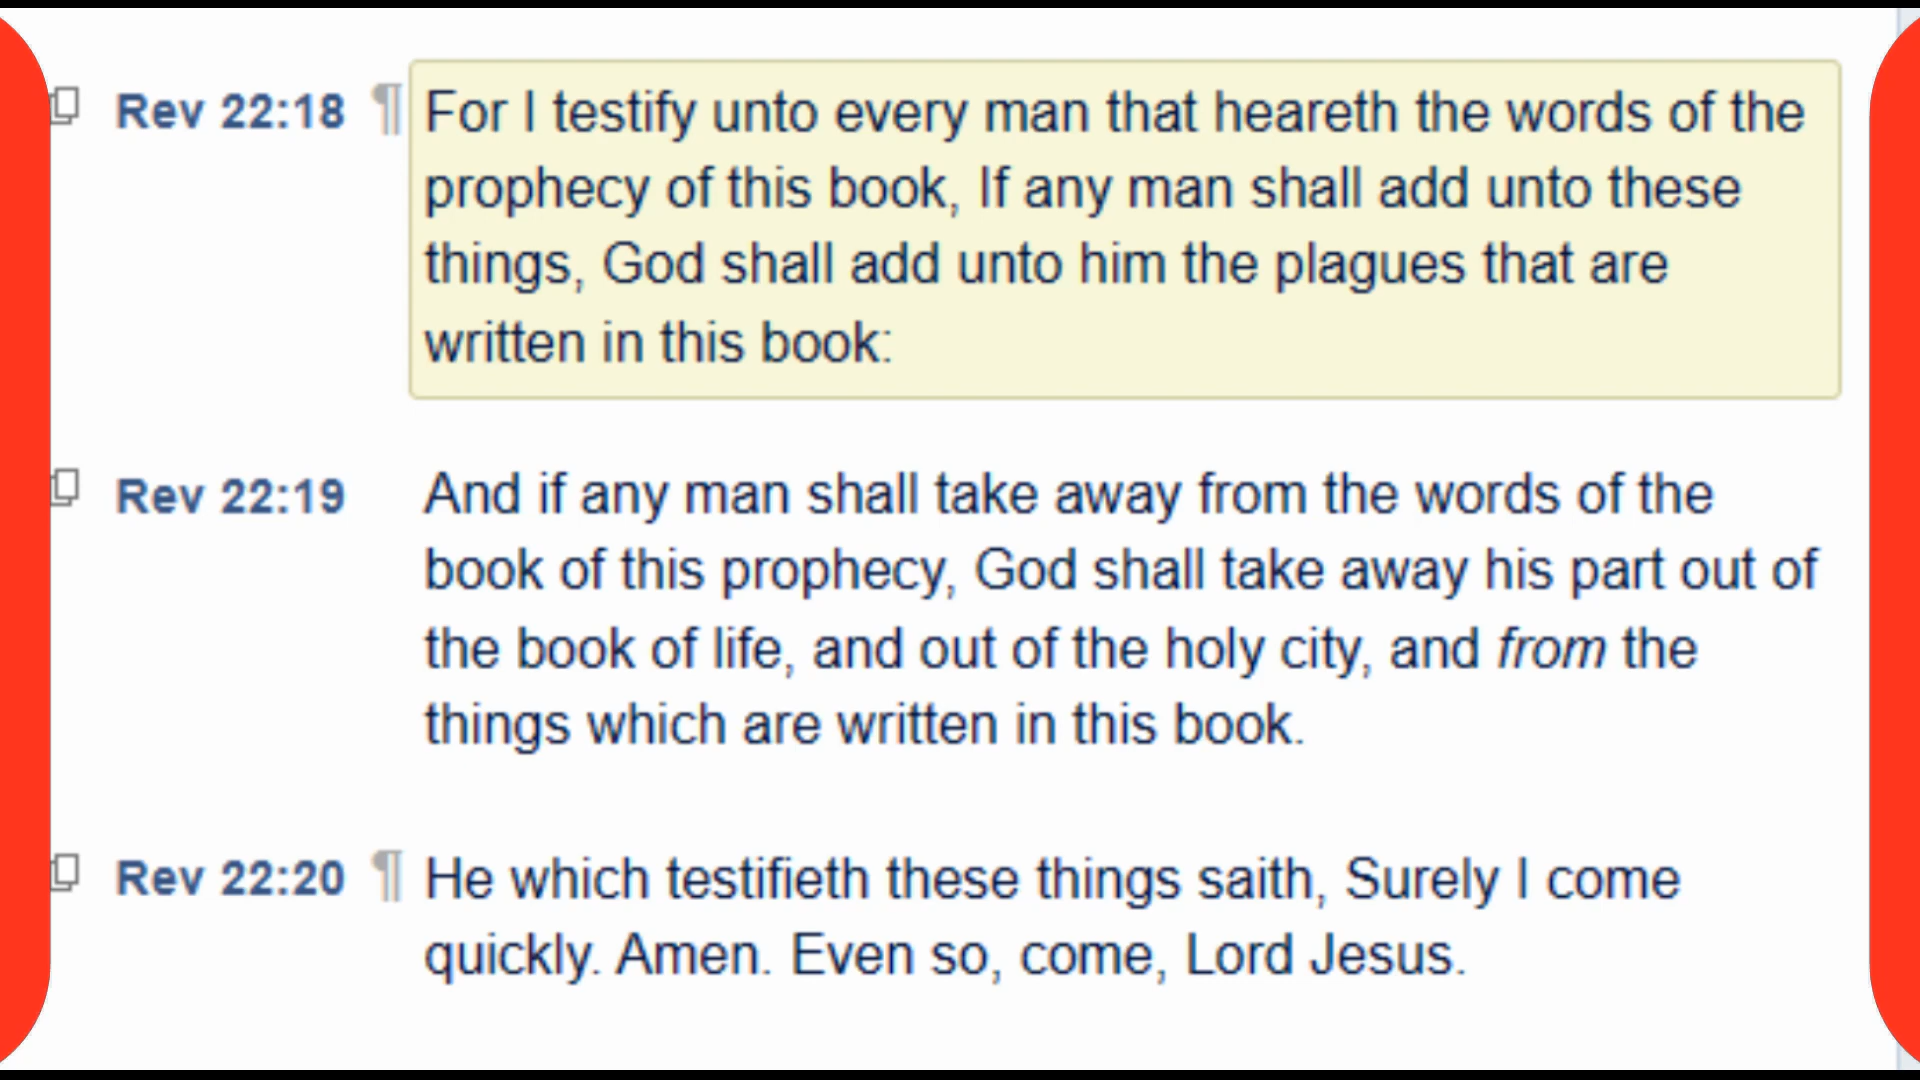 Rev 22:18 ¶ For I testify unto every man that heareth the words of the
prophecy of this book, If any man shall add unto these
things, God shall add unto him the plagues that are
written in this book:
Rev 22:19 And if any man shall take away from the words of the
book of this prophecy, God shall take away his part out of
the book of life, and out of the holy city, and from the
things which are written in this book.
Rev 22:20 ¶ He which testifieth these things saith, Surely I come
quickly. Amen. Even so, come, Lord Jesus.